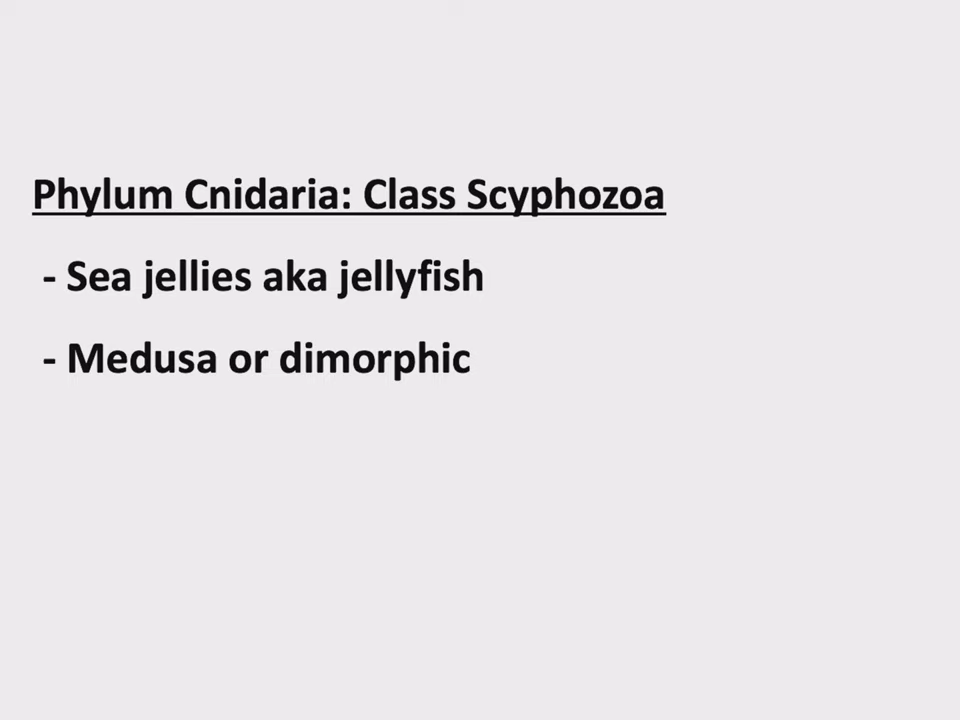 Phylum Cnidaria: Class Scyphozoa
- Sea jellies aka jellyfish
- Medusa or dimorphic